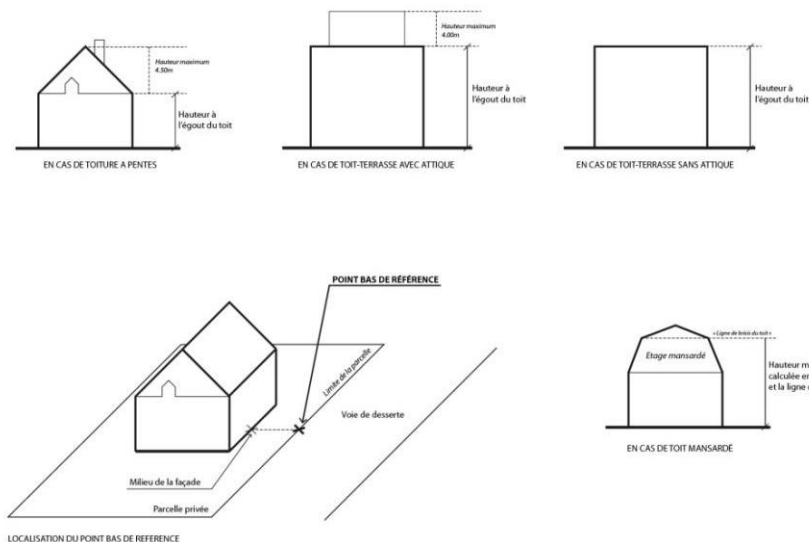 Hauteur maximum
4.50m
Hauteur à
l'égout du toit
EN CAS DE TOITURE A PENTES
Hauteur maximum
4.00m
Hauteur à
l'égout du toit
EN CAS DE TOIT-TERRASSE AVEC ATTIQUE
Hauteur à
l'égout du toit
EN CAS DE TOIT-TERRASSE SANS ATTIQUE
POINT BAS DE RÉFÉRENCE
Limite de la parcelle
Voie de desserte
Milieu de la façade
Parcelle privée
LOCALISATION DU POINT BAS DE REFERENCE
« Ligne de brisis du toit »
Etage mansardé
Hauteur m
calculée en
et la ligne
EN CAS DE TOIT MANSARDÉ